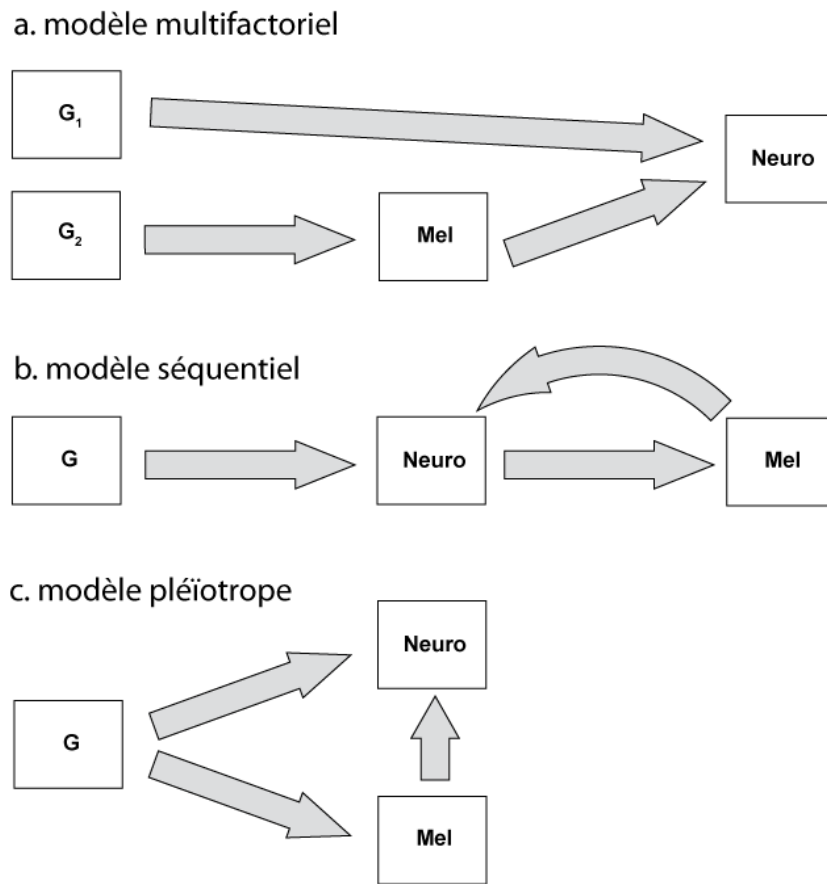 a. modèle multifactoriel
G₁
Neuro
G₂
Mel
b. modèle séquentiel
G
Neuro
Mel
c. modèle pléïotrope
Neuro
G
Mel